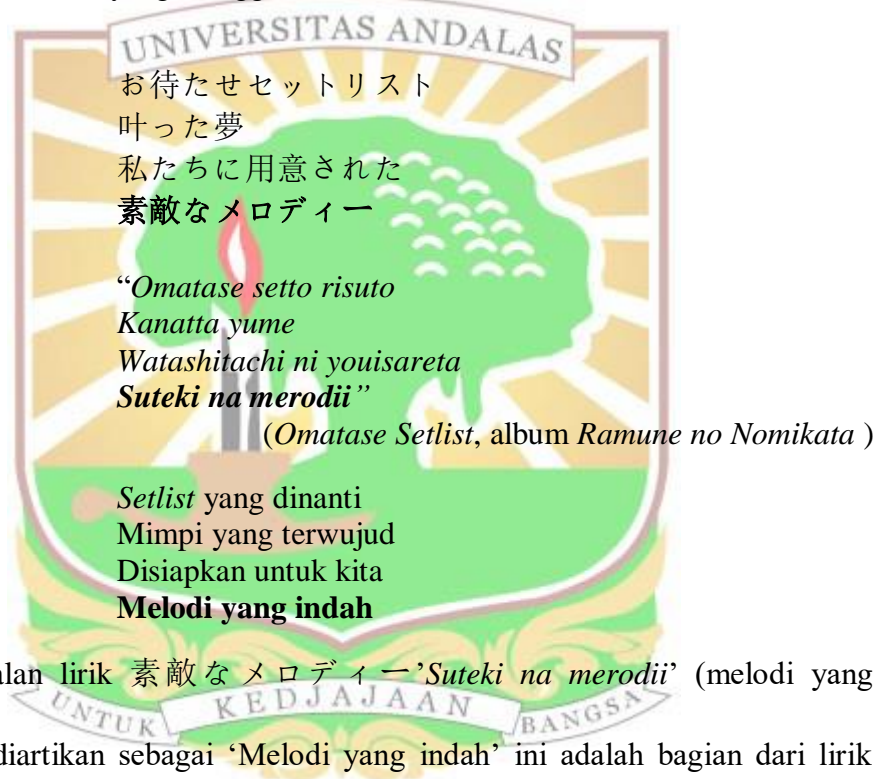 UNIVERSITAS ANDALAS
お待たせセットリスト
叶った夢
私たちに用意された
素敵なメロディー
“Omatase setto risuto
Kanatta yume
Watashitachi ni youisareta
Suteki na merodii”
(Omatase Setlist, album Ramune no Nomikata )
Setlist yang dinanti
Mimpi yang terwujud
Disiapkan untuk kita
Melodi yang indah
alan lirik 素敵なメロディー’Suteki na merodii’ (melodi yang
UNTUK KEDJAJAAN BANGSA
diartikan sebagai ‘Melodi yang indah’ ini adalah bagian dari lirik